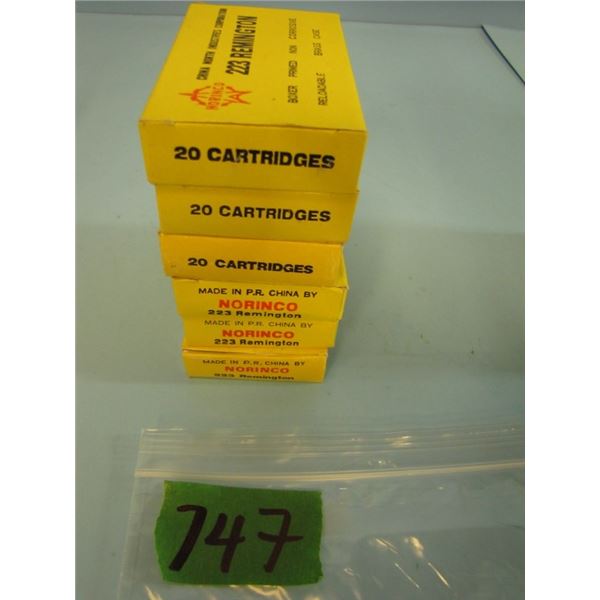 CHINA NORTH INDUSTRIES CORPORATION
223 REMINGTON
NORINCO
BOXER PRIMED NON CORROSIVE
RELOADABLE BRASS CASE
20 CARTRIDGES
20 CARTRIDGES
20 CARTRIDGES
MADE IN P.R. CHINA BY
NORINCO
223 Remington
MADE IN P.R. CHINA BY
NORINCO
223 Remington
MADE IN P.R. CHINA BY
NORINCO
223 Remington
747